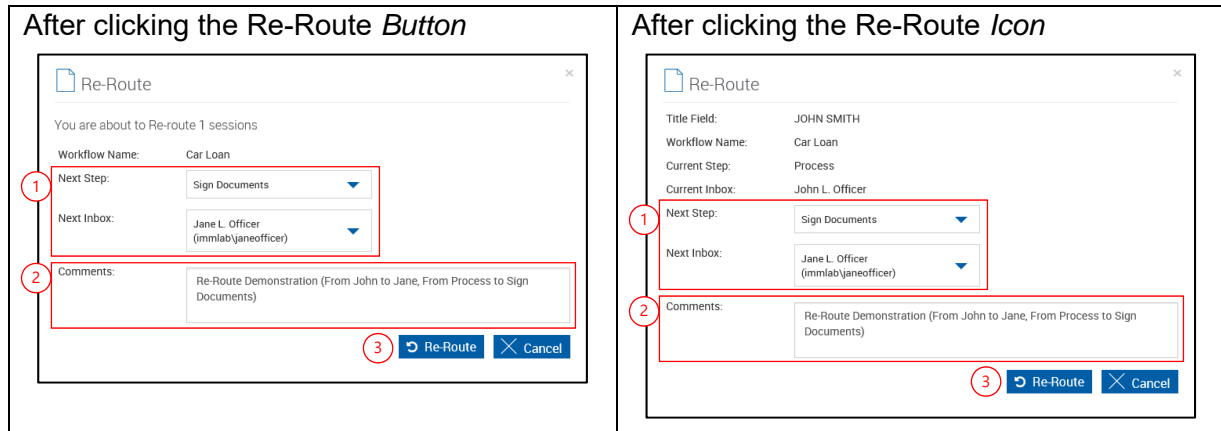 After clicking the Re-Route Button
Re-Route
×
You are about to Re-route 1 sessions
Workflow Name: Car Loan
1
Next Step: Sign Documents
Next Inbox: Jane L. Officer
(immlab\janeofficer)
2
Comments: Re-Route Demonstration (From John to Jane, From Process to Sign
Documents)
3
Re-Route Cancel
After clicking the Re-Route Icon
Re-Route
×
Title Field: JOHN SMITH
Workflow Name: Car Loan
Current Step: Process
Current Inbox: John L. Officer
1
Next Step: Sign Documents
Next Inbox: Jane L. Officer
(immlab\janeofficer)
2
Comments: Re-Route Demonstration (From John to Jane, From Process to Sign
Documents)
3
Re-Route Cancel